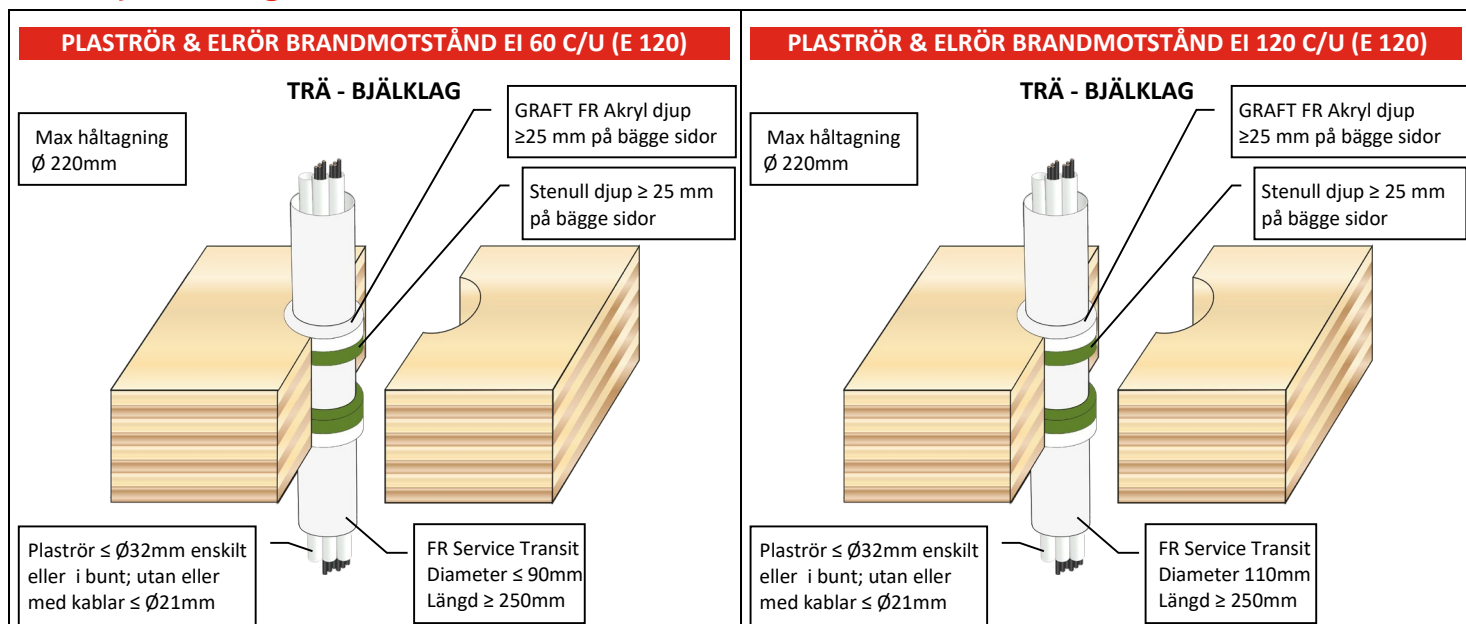 PLASTRÖR & ELRÖR BRANDMOTSTÅND EI 60 C/U (E 120)
TRÄ - BJÄLKLAG
Max håltagning
Ø 220mm
GRAFT FR Akryl djup
≥25 mm på bägge sidor
Stenull djup ≥ 25 mm
på bägge sidor
Plaströr ≤ Ø32mm enskilt
eller i bunt; utan eller
med kablar ≤ Ø21mm
FR Service Transit
Diameter ≤ 90mm
Längd ≥ 250mm
PLASTRÖR & ELRÖR BRANDMOTSTÅND EI 120 C/U (E 120)
TRÄ - BJÄLKLAG
Max håltagning
Ø 220mm
GRAFT FR Akryl djup
≥25 mm på bägge sidor
Stenull djup ≥ 25 mm
på bägge sidor
Plaströr ≤ Ø32mm enskilt
eller i bunt; utan eller
med kablar ≤ Ø21mm
FR Service Transit
Diameter 110mm
Längd ≥ 250mm